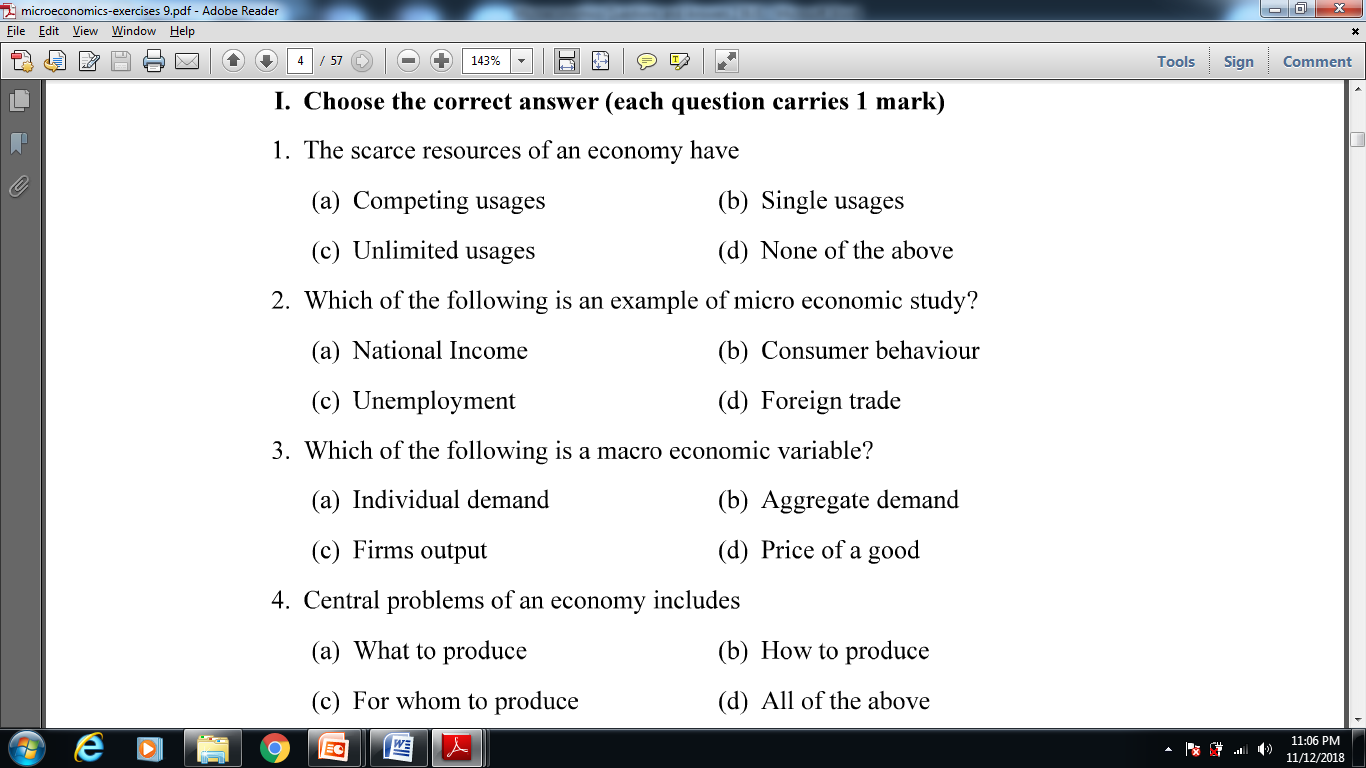 microeconomics-exercises 9.pdf - Adobe Reader
File Edit View Window Help
4 / 57 143% Tools Sign Comment
I. Choose the correct answer (each question carries 1 mark)
1. The scarce resources of an economy have
(a) Competing usages (b) Single usages
(c) Unlimited usages (d) None of the above
2. Which of the following is an example of micro economic study?
(a) National Income (b) Consumer behaviour
(c) Unemployment (d) Foreign trade
3. Which of the following is a macro economic variable?
(a) Individual demand (b) Aggregate demand
(c) Firms output (d) Price of a good
4. Central problems of an economy includes
(a) What to produce (b) How to produce
(c) For whom to produce (d) All of the above
11:06 PM
11/12/2018